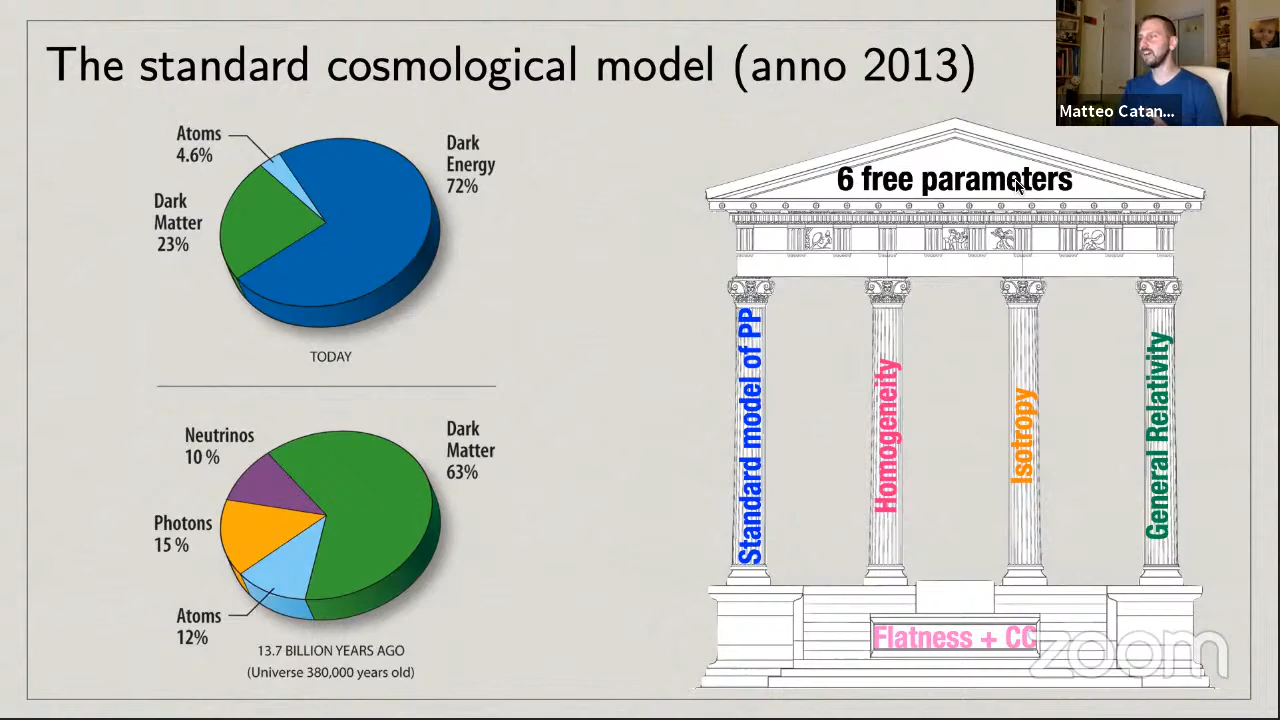 The standard cosmological model (anno 2013)
Matteo Catan...
Atoms
4.6%
Dark
Energy
72%
Dark
Matter
23%
TODAY
Neutrinos
10 %
Dark
Matter
63%
Photons
15 %
Atoms
12%
13.7 BILLION YEARS AGO
(Universe 380,000 years old)
6 free parameters
Standard model of PP
Homogeneity
Isotropy
General Relativity
Flatness + CC
zoom